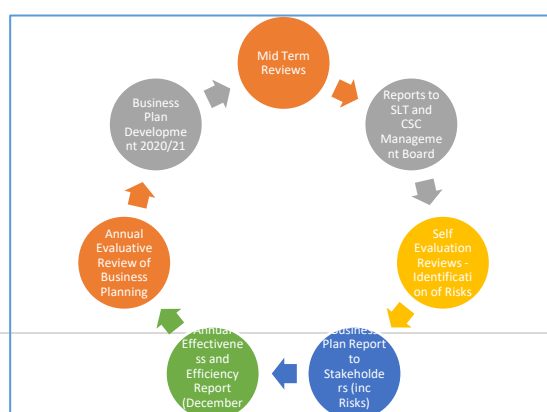 Mid Term
Reviews
Reports to
SLT and
CSC
Manageme
nt Board
Self
Evaluation
Reviews -
Identificati
on of Risks
Business
Plan Report
to
Stakeholde
rs (inc
Risks)
Annual
Effectivene
ss and
Efficiency
Report
(December
Annual
Evaluative
Review of
Business
Planning
Business
Plan
Developme
nt 2020/21